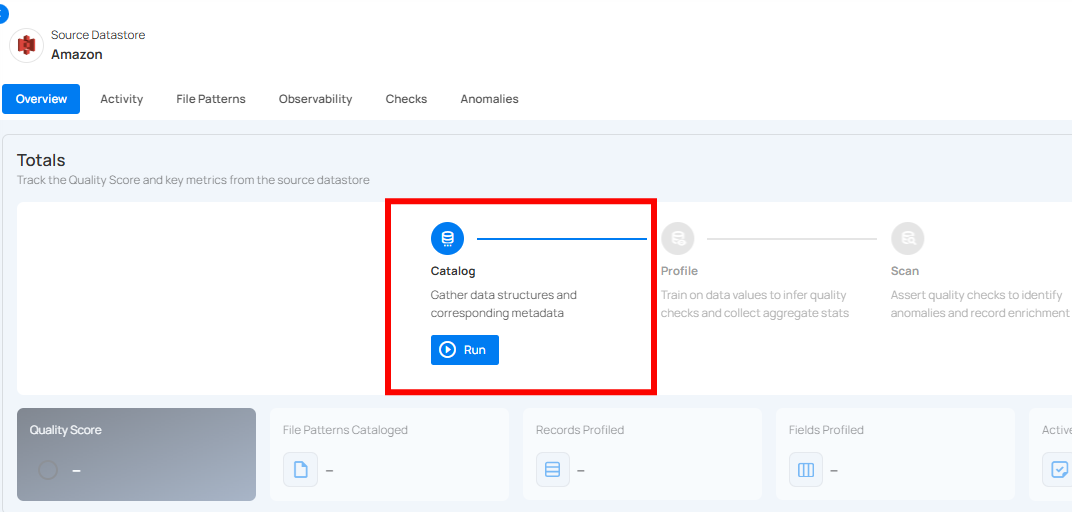 Source Datastore
Amazon
Overview Activity File Patterns Observability Checks Anomalies
Totals
Track the Quality Score and key metrics from the source datastore
Catalog
Gather data structures and
corresponding metadata
Run
Profile
Train on data values to infer quality
checks and collect aggregate stats
Scan
Assert quality checks to identify
anomalies and record enrichment
Quality Score
–
File Patterns Cataloged
–
Records Profiled
–
Fields Profiled
–
Active